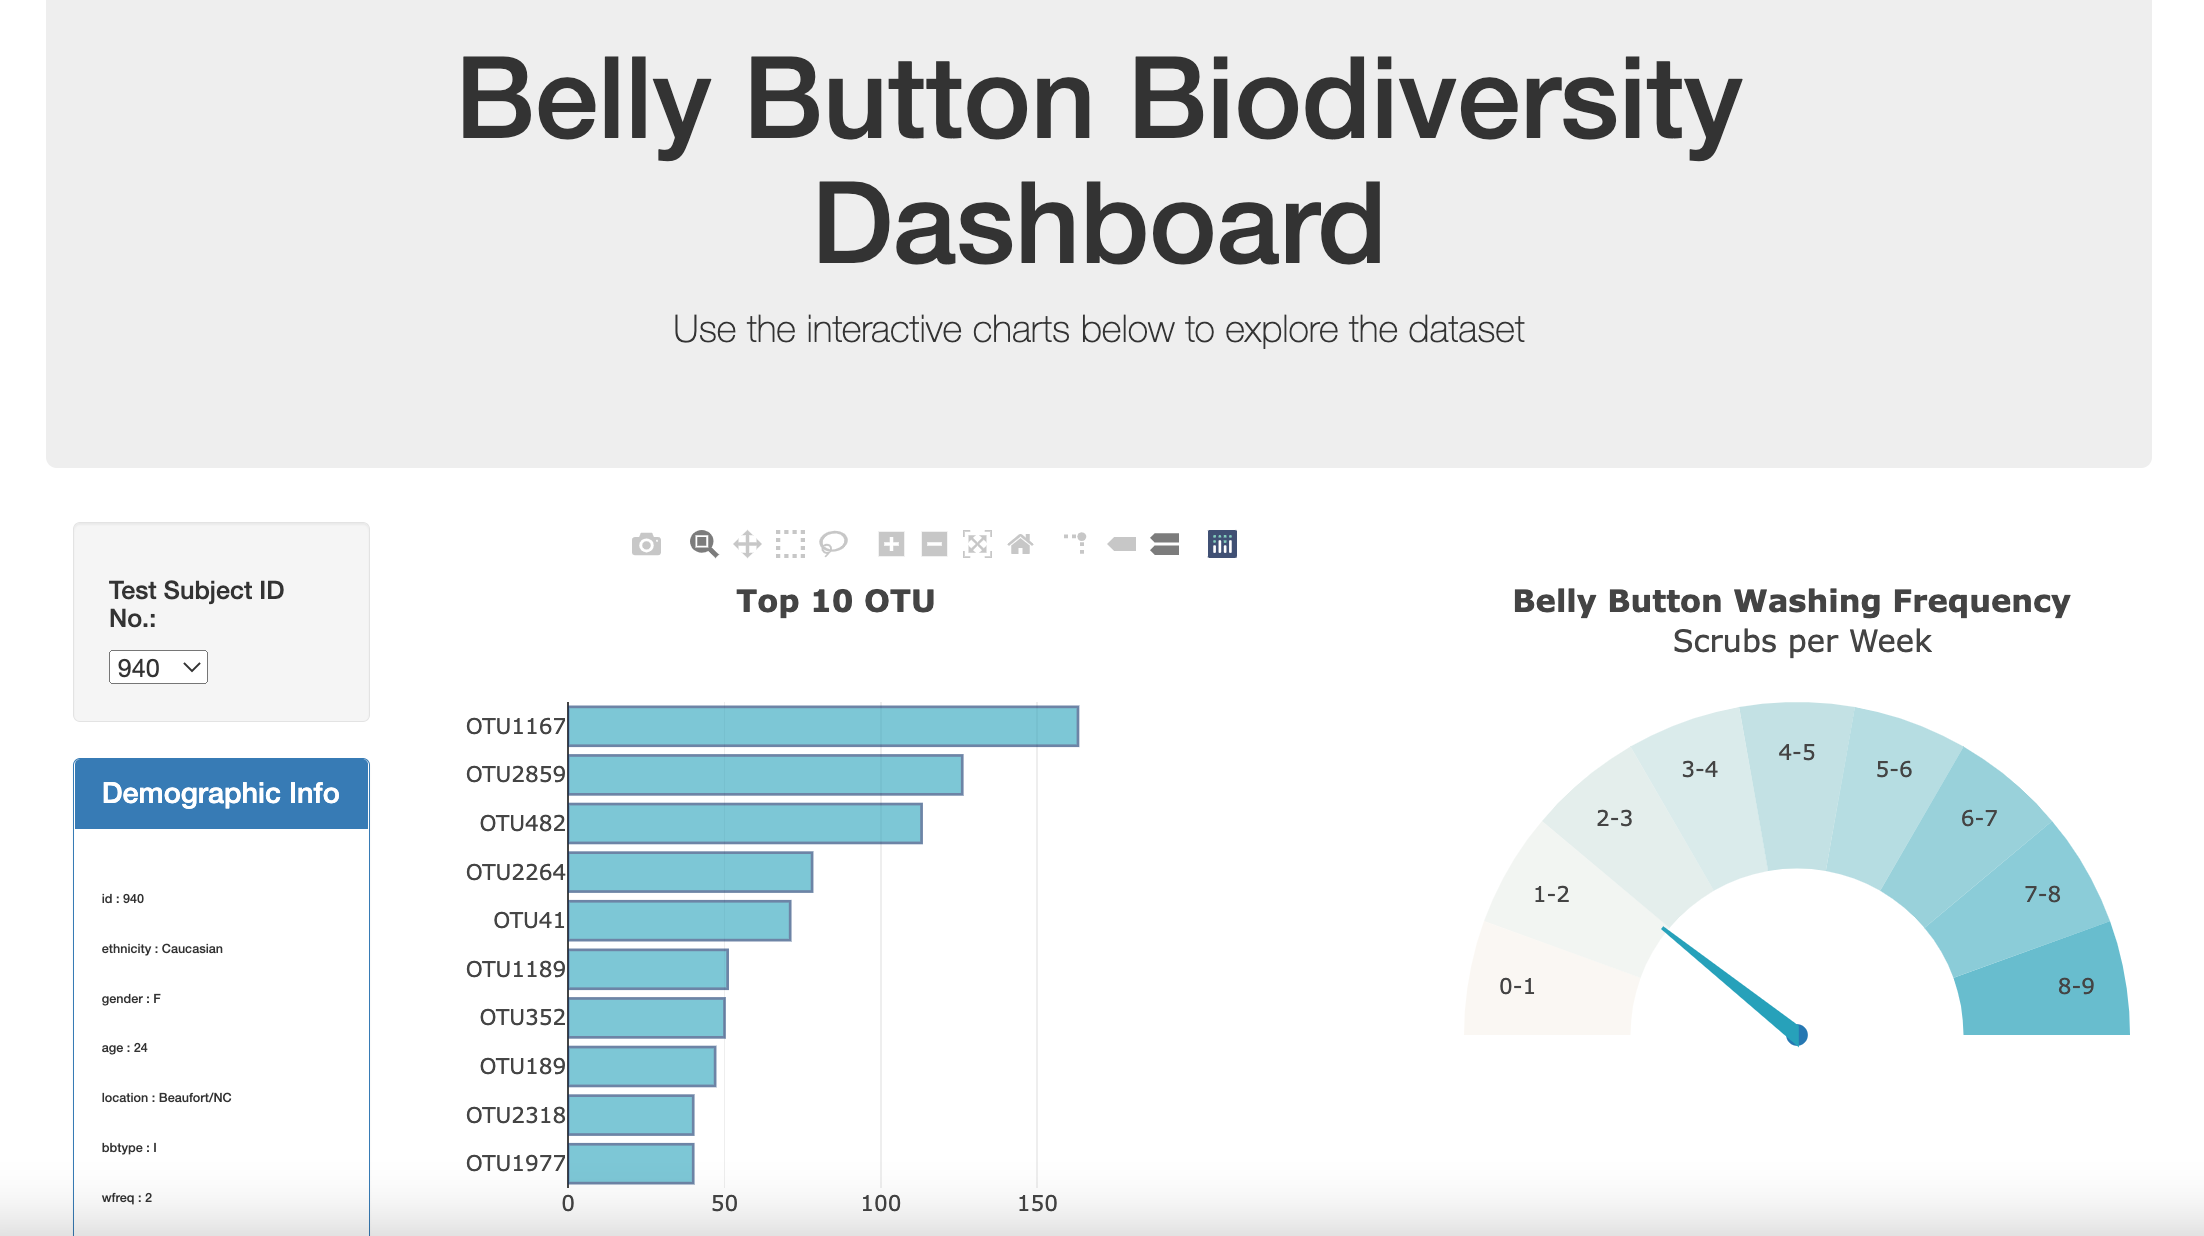 Belly Button Biodiversity
Dashboard
Use the interactive charts below to explore the dataset
Test Subject ID
No.:
940
Demographic Info
id : 940
ethnicity : Caucasian
gender : F
age : 24
location : Beaufort/NC
bbtype : I
wfreq : 2
Top 10 OTU
OTU1167
OTU2859
OTU482
OTU2264
OTU41
OTU1189
OTU352
OTU189
OTU2318
OTU1977
0 50 100 150
Belly Button Washing Frequency
Scrubs per Week
0-1
1-2
2-3
3-4
4-5
5-6
6-7
7-8
8-9